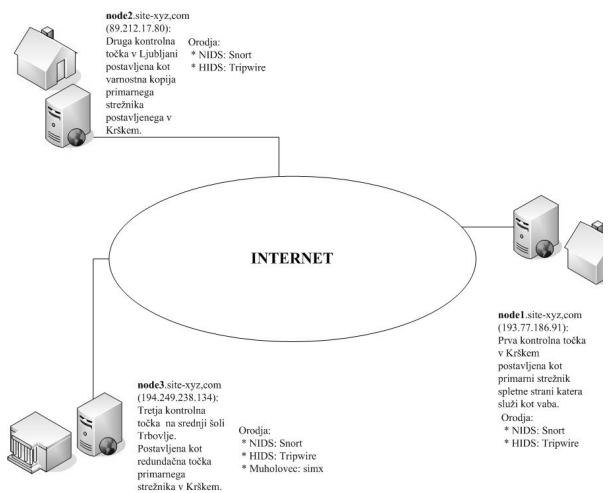 node2.site-xyz,com
(89.212.17.80):
Druga kontrolna
točka v Ljubljani
postavljena kot
varnostna kopija
primarnega
strežnika
postavljenega v
Krškem.
Orodja:
* NIDS: Snort
* HIDS: Tripwire
INTERNET
node1.site-xyz,com
(193.77.186.91):
Prva kontrolna točka
v Krškem
postavljena kot
primarni strežnik
spletne strani katera
služi kot vaba.
Orodja:
* NIDS: Snort
* HIDS: Tripwire
node3.site-xyz,com
(194.249.238.134):
Tretja kontrolna
točka na srednji šoli
Trbovlje.
Postavljena kot
redundačna točka
primarnega
strežnika v Krškem.
Orodja:
* NIDS: Snort
* HIDS: Tripwire
* Muholovec: simx